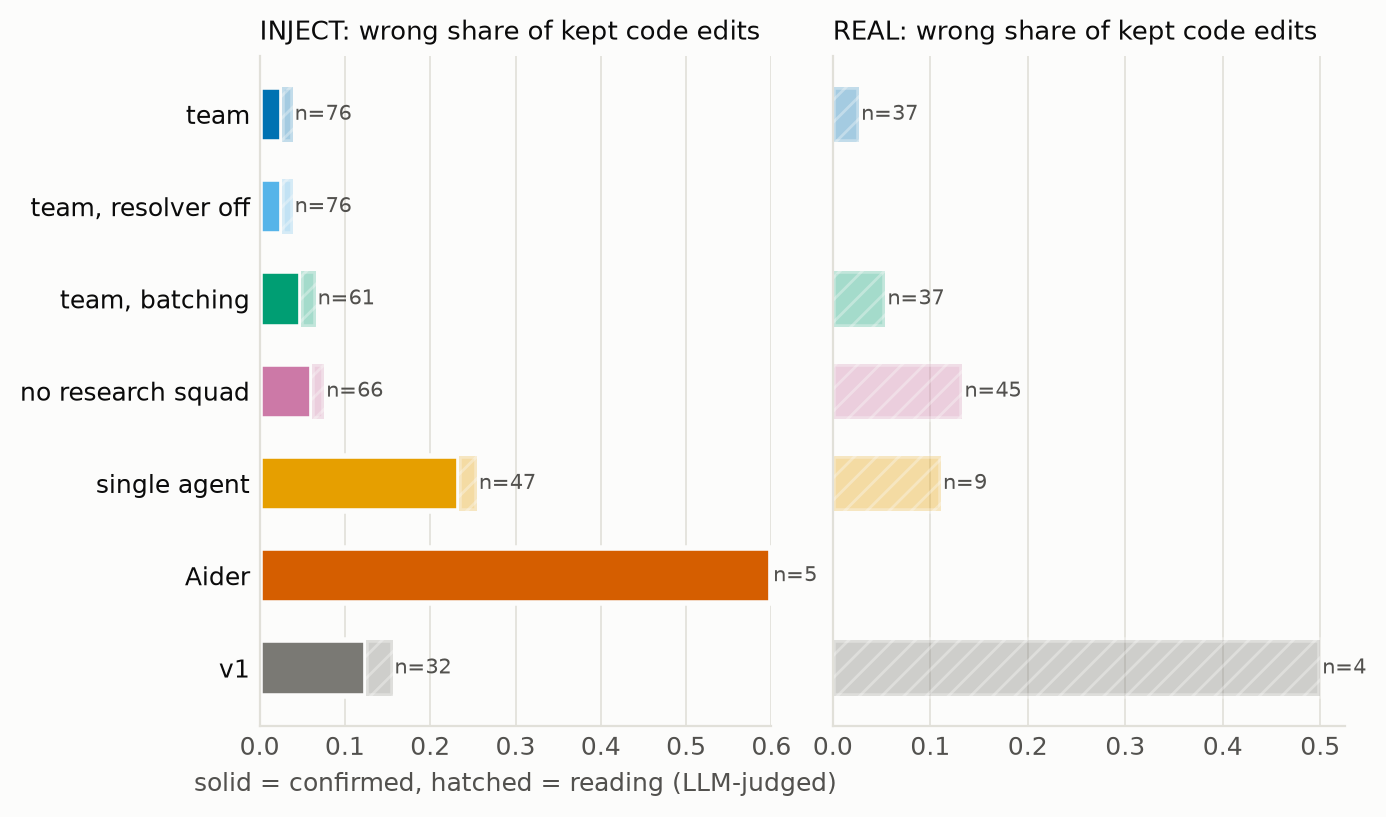 INJECT: wrong share of kept code edits
REAL: wrong share of kept code edits
team
n=76
n=37
team, resolver off
n=76
team, batching
n=61
n=37
no research squad
n=66
n=45
single agent
n=47
n=9
Aider
n=5
v1
n=32
n=4
0.0 0.1 0.2 0.3 0.4 0.5 0.6
0.0 0.1 0.2 0.3 0.4 0.5
solid = confirmed, hatched = reading (LLM-judged)